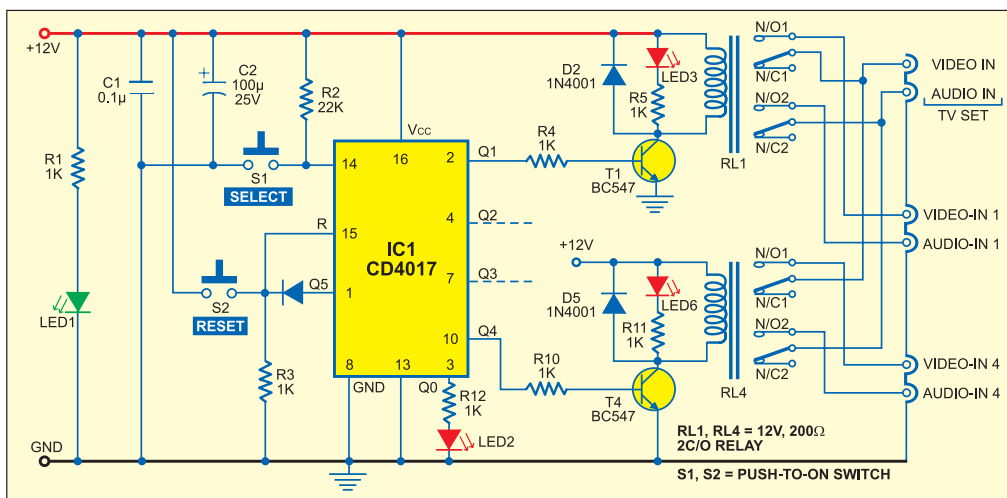 +12V
C1
0.1µ
C2
100µ
25V
+
R2
22K
R1
1K
LED1
S1
SELECT
S2
RESET
R3
1K
GND
VCC
16
14
R
15
Q5
1
IC1
CD4017
2
Q1
4
Q2
7
Q3
10
Q4
8
GND
13
Q0
3
R12
1K
LED2
R4
1K
D2
1N4001
LED3
R5
1K
T1
BC547
RL1
N/O1
N/C1
N/O2
N/C2
+12V
D5
1N4001
LED6
R11
1K
R10
1K
T4
BC547
RL4
N/O1
N/C1
N/O2
N/C2
VIDEO IN
AUDIO IN
TV SET
VIDEO-IN 1
AUDIO-IN 1
VIDEO-IN 4
AUDIO-IN 4
RL1, RL4 = 12V, 200Ω
2C/O RELAY
S1, S2 = PUSH-TO-ON SWITCH